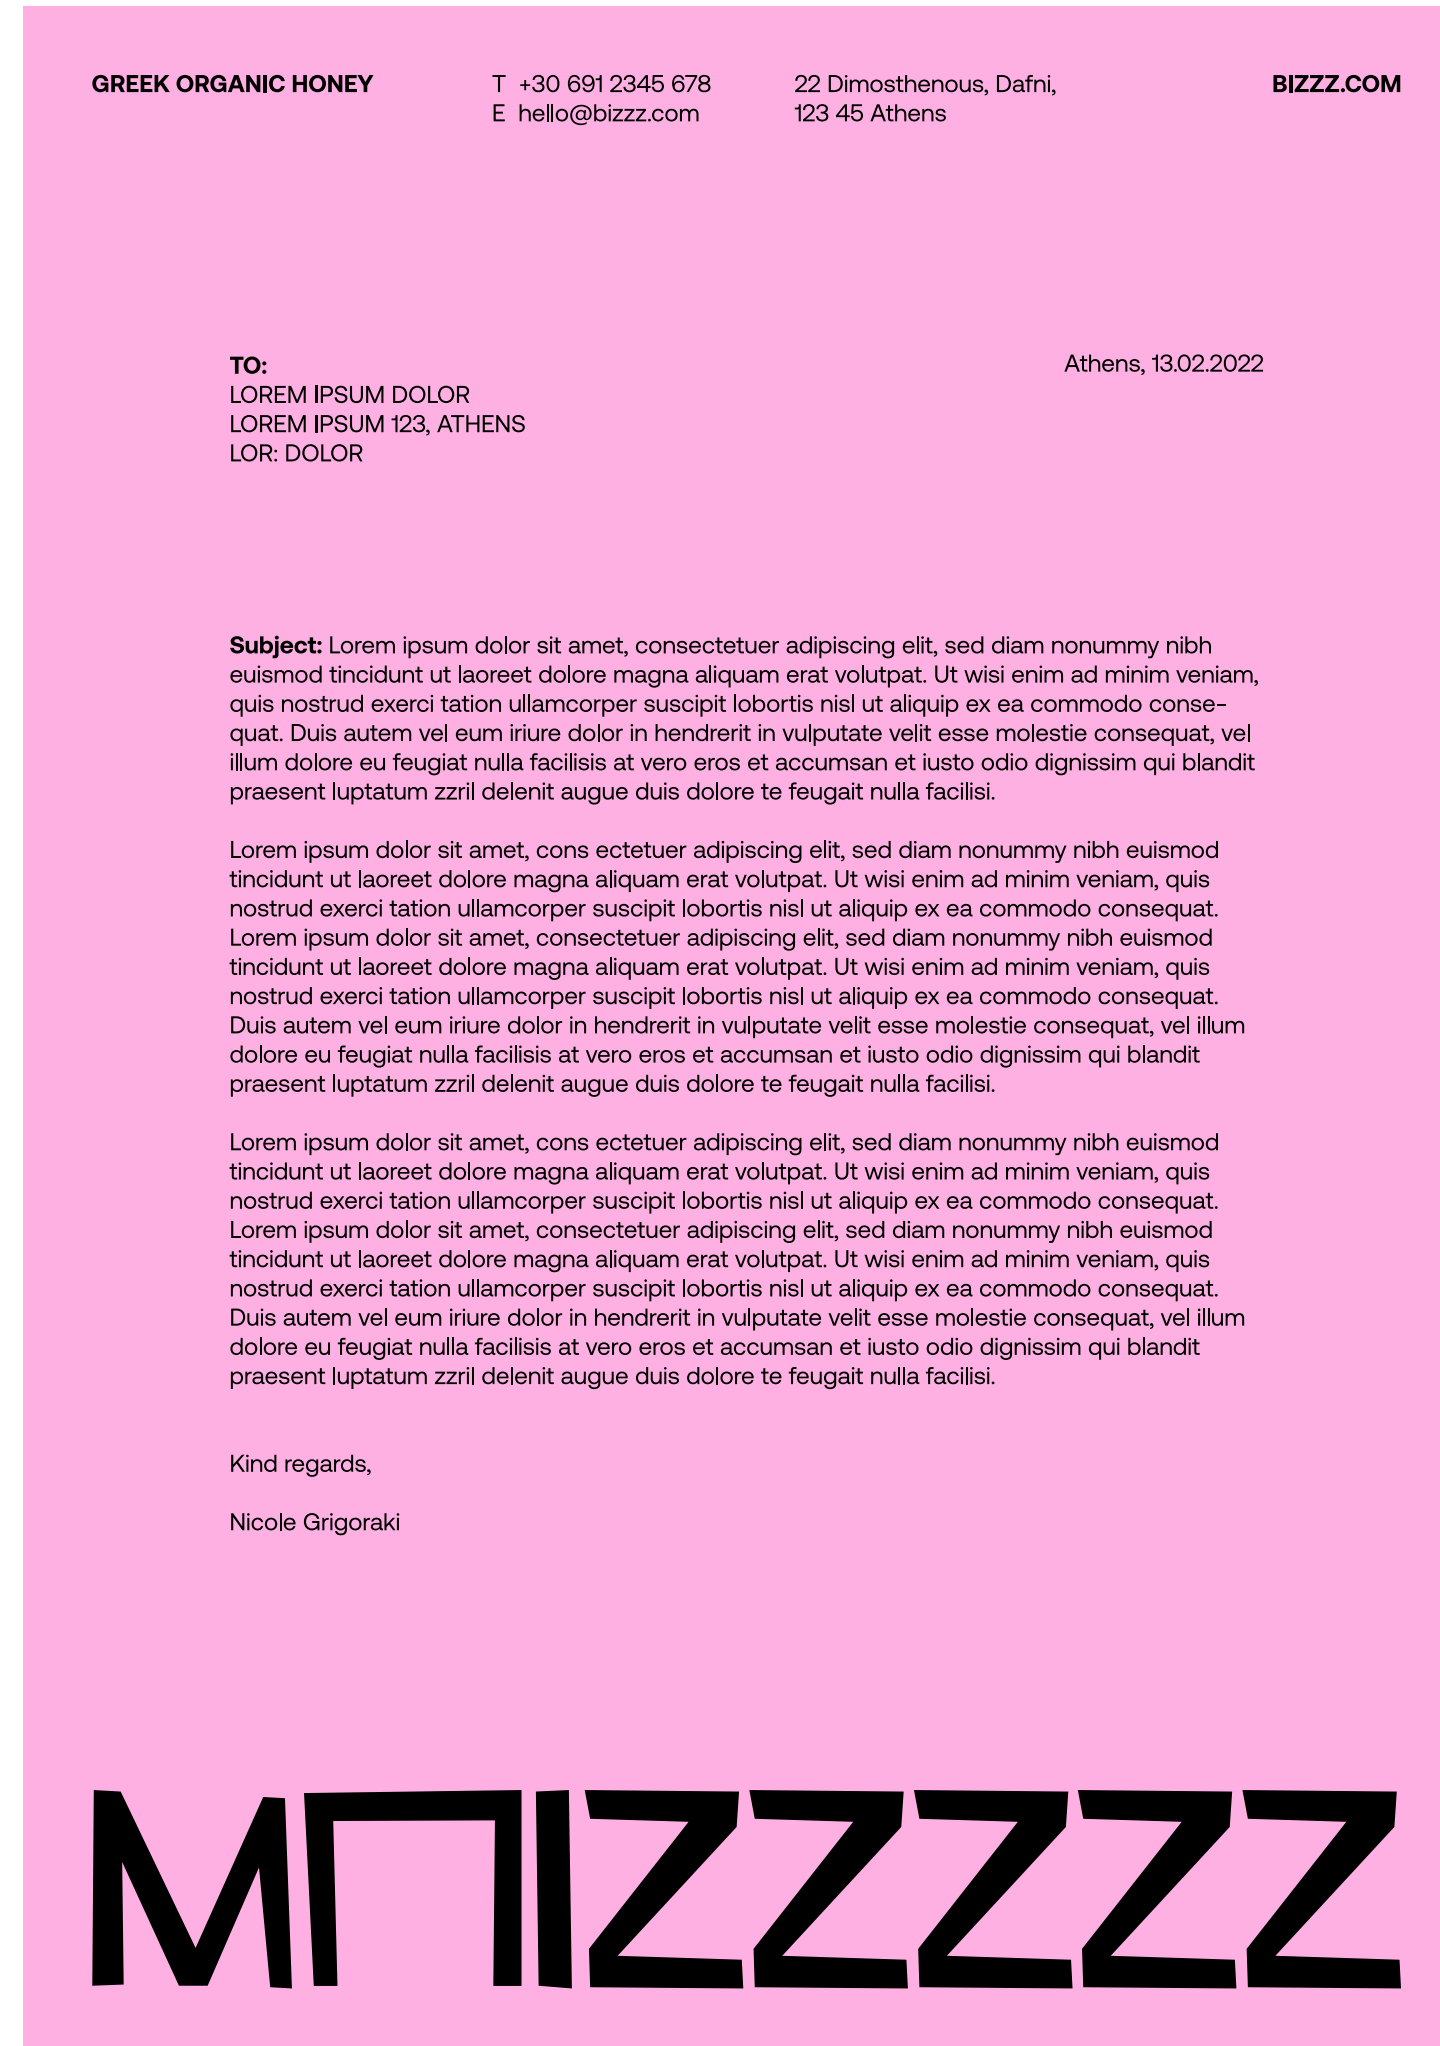 GREEK ORGANIC HONEY
T +30 691 2345 678
E hello@bizzz.com
22 Dimosthenous, Dafni,
123 45 Athens
BIZZZ.COM
TO:
LOREM IPSUM DOLOR
LOREM IPSUM 123, ATHENS
LOR: DOLOR
Athens, 13.02.2022
Subject: Lorem ipsum dolor sit amet, consectetuer adipiscing elit, sed diam nonummy nibh
euismod tincidunt ut laoreet dolore magna aliquam erat volutpat. Ut wisi enim ad minim veniam,
quis nostrud exerci tation ullamcorper suscipit lobortis nisl ut aliquip ex ea commodo conse-
quat. Duis autem vel eum iriure dolor in hendrerit in vulputate velit esse molestie consequat, vel
illum dolore eu feugiat nulla facilisis at vero eros et accumsan et iusto odio dignissim qui blandit
praesent luptatum zzril delenit augue duis dolore te feugait nulla facilisi.
Lorem ipsum dolor sit amet, cons ectetuer adipiscing elit, sed diam nonummy nibh euismod
tincidunt ut laoreet dolore magna aliquam erat volutpat. Ut wisi enim ad minim veniam, quis
nostrud exerci tation ullamcorper suscipit lobortis nisl ut aliquip ex ea commodo consequat.
Lorem ipsum dolor sit amet, consectetuer adipiscing elit, sed diam nonummy nibh euismod
tincidunt ut laoreet dolore magna aliquam erat volutpat. Ut wisi enim ad minim veniam, quis
nostrud exerci tation ullamcorper suscipit lobortis nisl ut aliquip ex ea commodo consequat.
Duis autem vel eum iriure dolor in hendrerit in vulputate velit esse molestie consequat, vel illum
dolore eu feugiat nulla facilisis at vero eros et accumsan et iusto odio dignissim qui blandit
praesent luptatum zzril delenit augue duis dolore te feugait nulla facilisi.
Lorem ipsum dolor sit amet, cons ectetuer adipiscing elit, sed diam nonummy nibh euismod
tincidunt ut laoreet dolore magna aliquam erat volutpat. Ut wisi enim ad minim veniam, quis
nostrud exerci tation ullamcorper suscipit lobortis nisl ut aliquip ex ea commodo consequat.
Lorem ipsum dolor sit amet, consectetuer adipiscing elit, sed diam nonummy nibh euismod
tincidunt ut laoreet dolore magna aliquam erat volutpat. Ut wisi enim ad minim veniam, quis
nostrud exerci tation ullamcorper suscipit lobortis nisl ut aliquip ex ea commodo consequat.
Duis autem vel eum iriure dolor in hendrerit in vulputate velit esse molestie consequat, vel illum
dolore eu feugiat nulla facilisis at vero eros et accumsan et iusto odio dignissim qui blandit
praesent luptatum zzril delenit augue duis dolore te feugait nulla facilisi.
Kind regards,
Nicole Grigoraki
ΜΠΙΖΖΖΖΖ